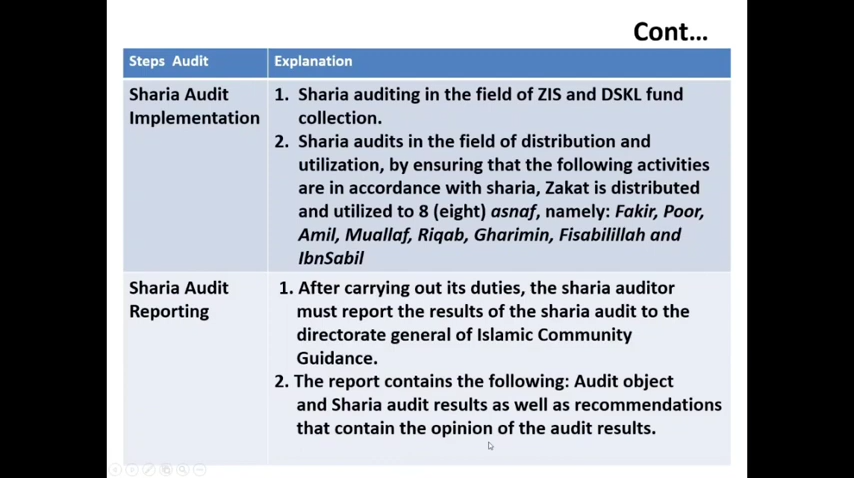 Cont...
Steps Audit
Explanation
Sharia Audit
Implementation
1. Sharia auditing in the field of ZIS and DSKL fund
collection.
2. Sharia audits in the field of distribution and
utilization, by ensuring that the following activities
are in accordance with sharia, Zakat is distributed
and utilized to 8 (eight) asnaf, namely: Fakir, Poor,
Amil, Muallaf, Riqab, Gharimin, Fisabilillah and
IbnSabil
Sharia Audit
Reporting
1. After carrying out its duties, the sharia auditor
must report the results of the sharia audit to the
directorate general of Islamic Community
Guidance.
2. The report contains the following: Audit object
and Sharia audit results as well as recommendations
that contain the opinion of the audit results.